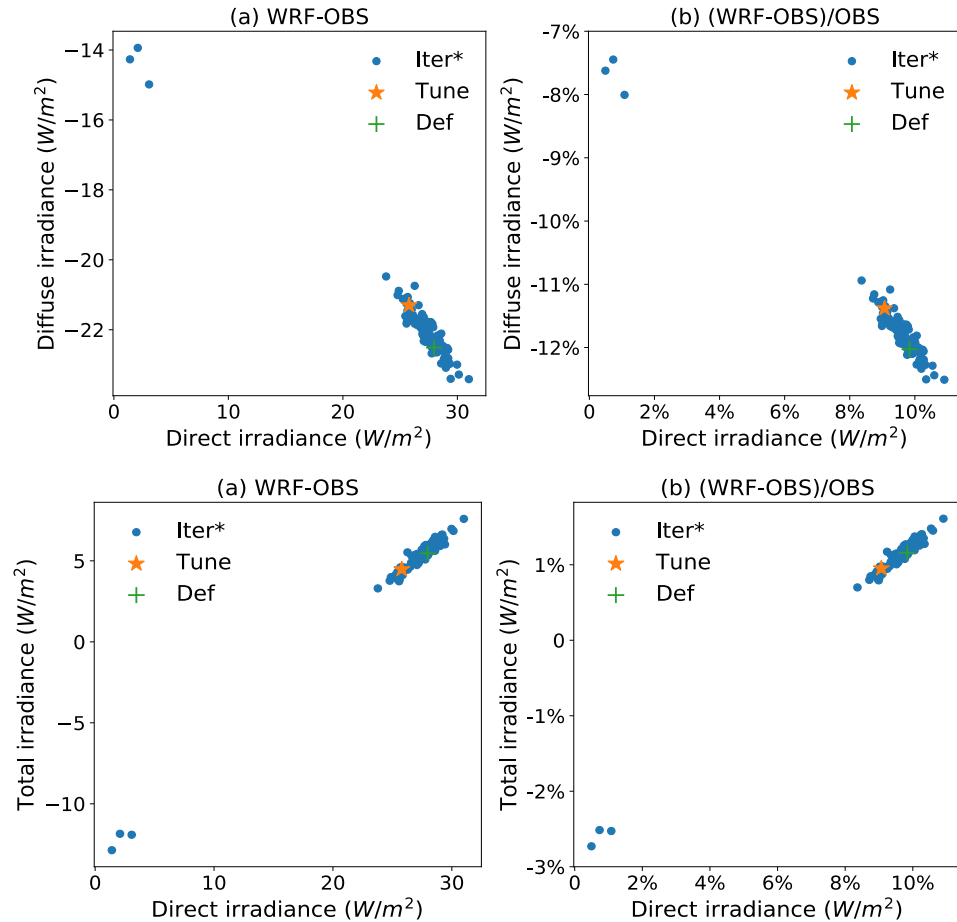 (a) WRF-OBS
(b) (WRF-OBS)/OBS
−14
−16
−18
−20
−22
Diffuse irradiance (W/m²)
0
10
20
30
Direct irradiance (W/m²)
Iter*
Tune
Def
-7%
-8%
-9%
-10%
-11%
-12%
Diffuse irradiance (W/m²)
0
2%
4%
6%
8%
10%
Direct irradiance (W/m²)
Iter*
Tune
Def
(a) WRF-OBS
(b) (WRF-OBS)/OBS
5
0
−5
−10
Total irradiance (W/m²)
0
10
20
30
Direct irradiance (W/m²)
Iter*
Tune
Def
1%
0
-1%
-2%
-3%
Total irradiance (W/m²)
0
2%
4%
6%
8%
10%
Direct irradiance (W/m²)
Iter*
Tune
Def